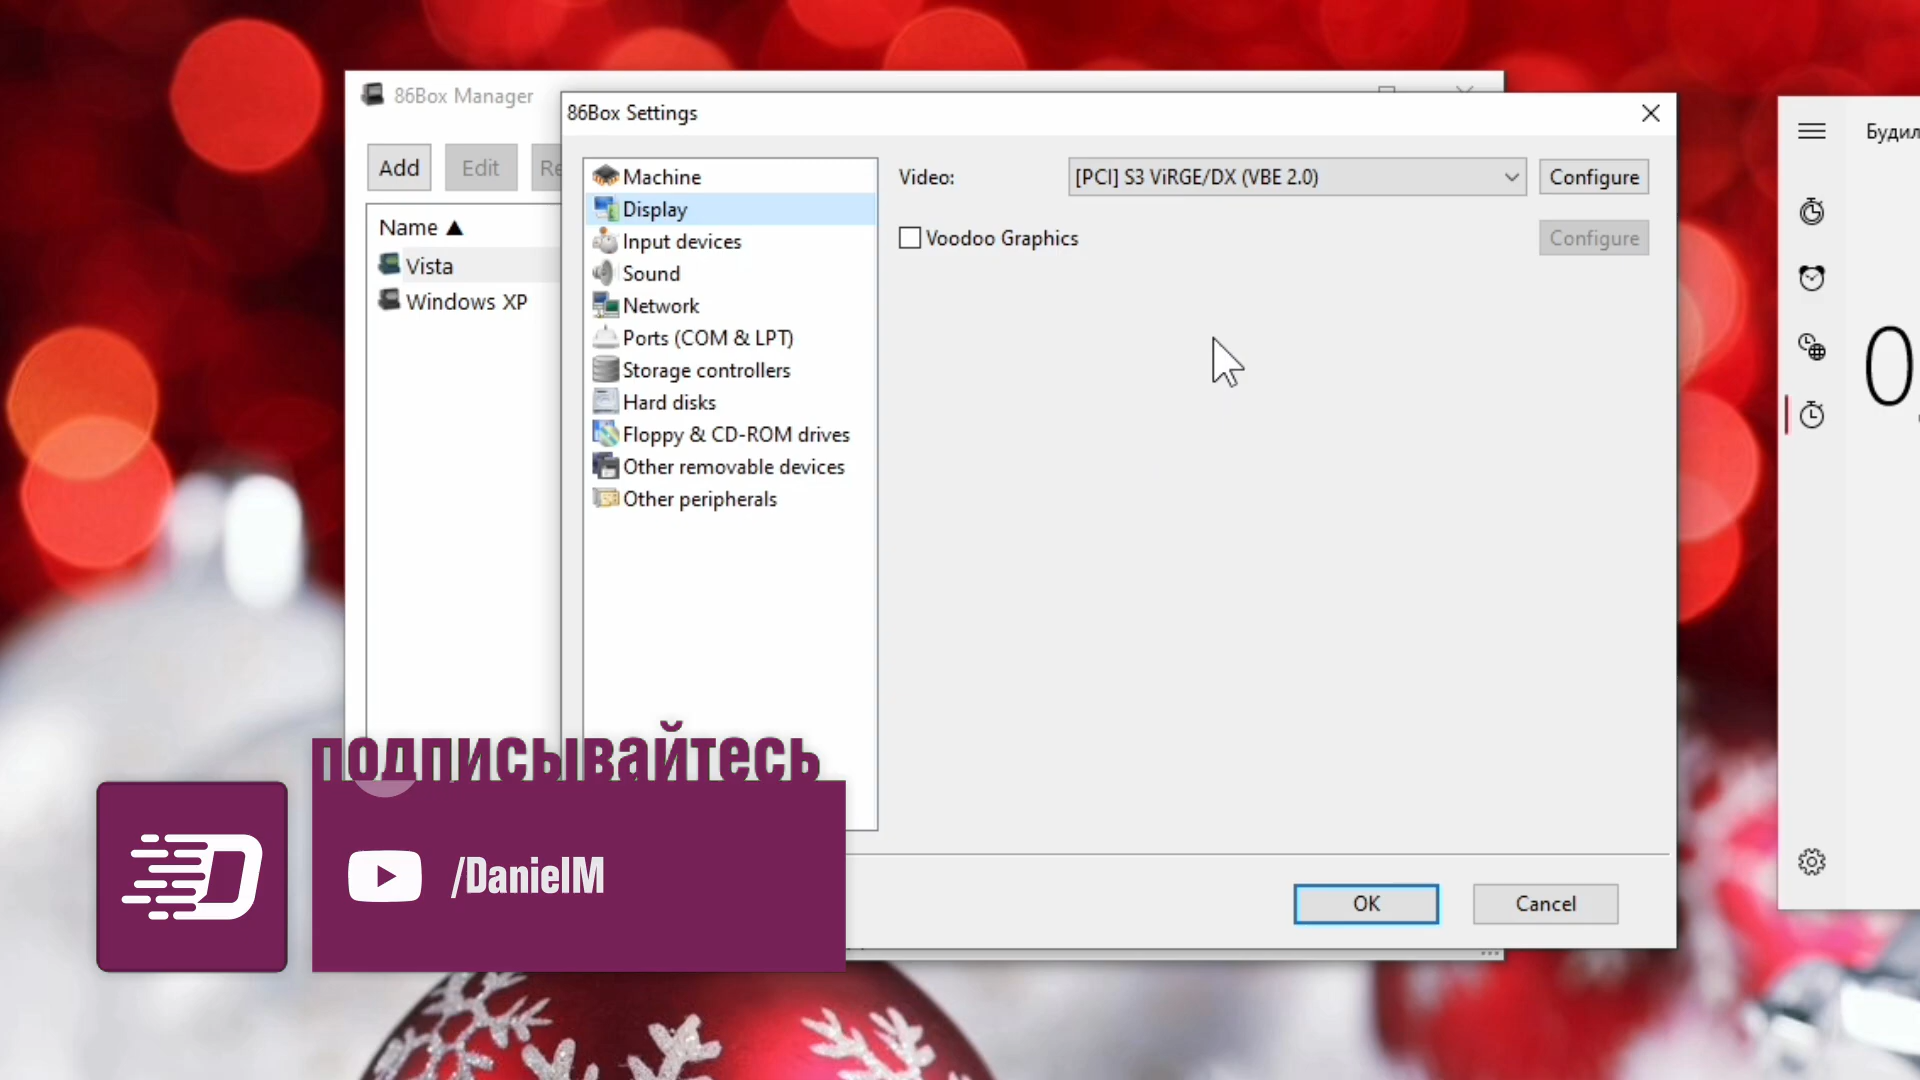 86Box Manager
86Box Settings
Add
Edit
Name ▲
Vista
Windows XP
Machine
Display
Input devices
Sound
Network
Ports (COM & LPT)
Storage controllers
Hard disks
Floppy & CD-ROM drives
Other removable devices
Other peripherals
Video:
[PCI] S3 ViRGE/DX (VBE 2.0)
Configure
Voodoo Graphics
Configure
OK
Cancel
0
подписывайтесь
/DanielM